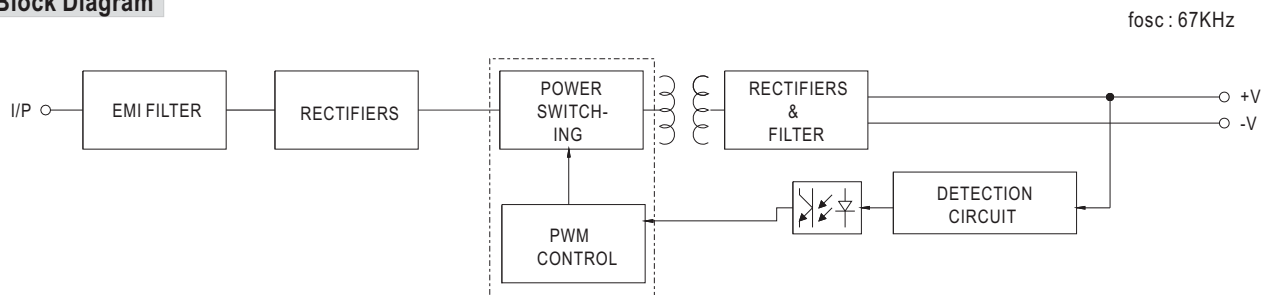 Block Diagram
fosc : 67KHz
I/P
EMI FILTER
RECTIFIERS
POWER
SWITCH-
ING
RECTIFIERS
&
FILTER
+V
-V
DETECTION
CIRCUIT
PWM
CONTROL